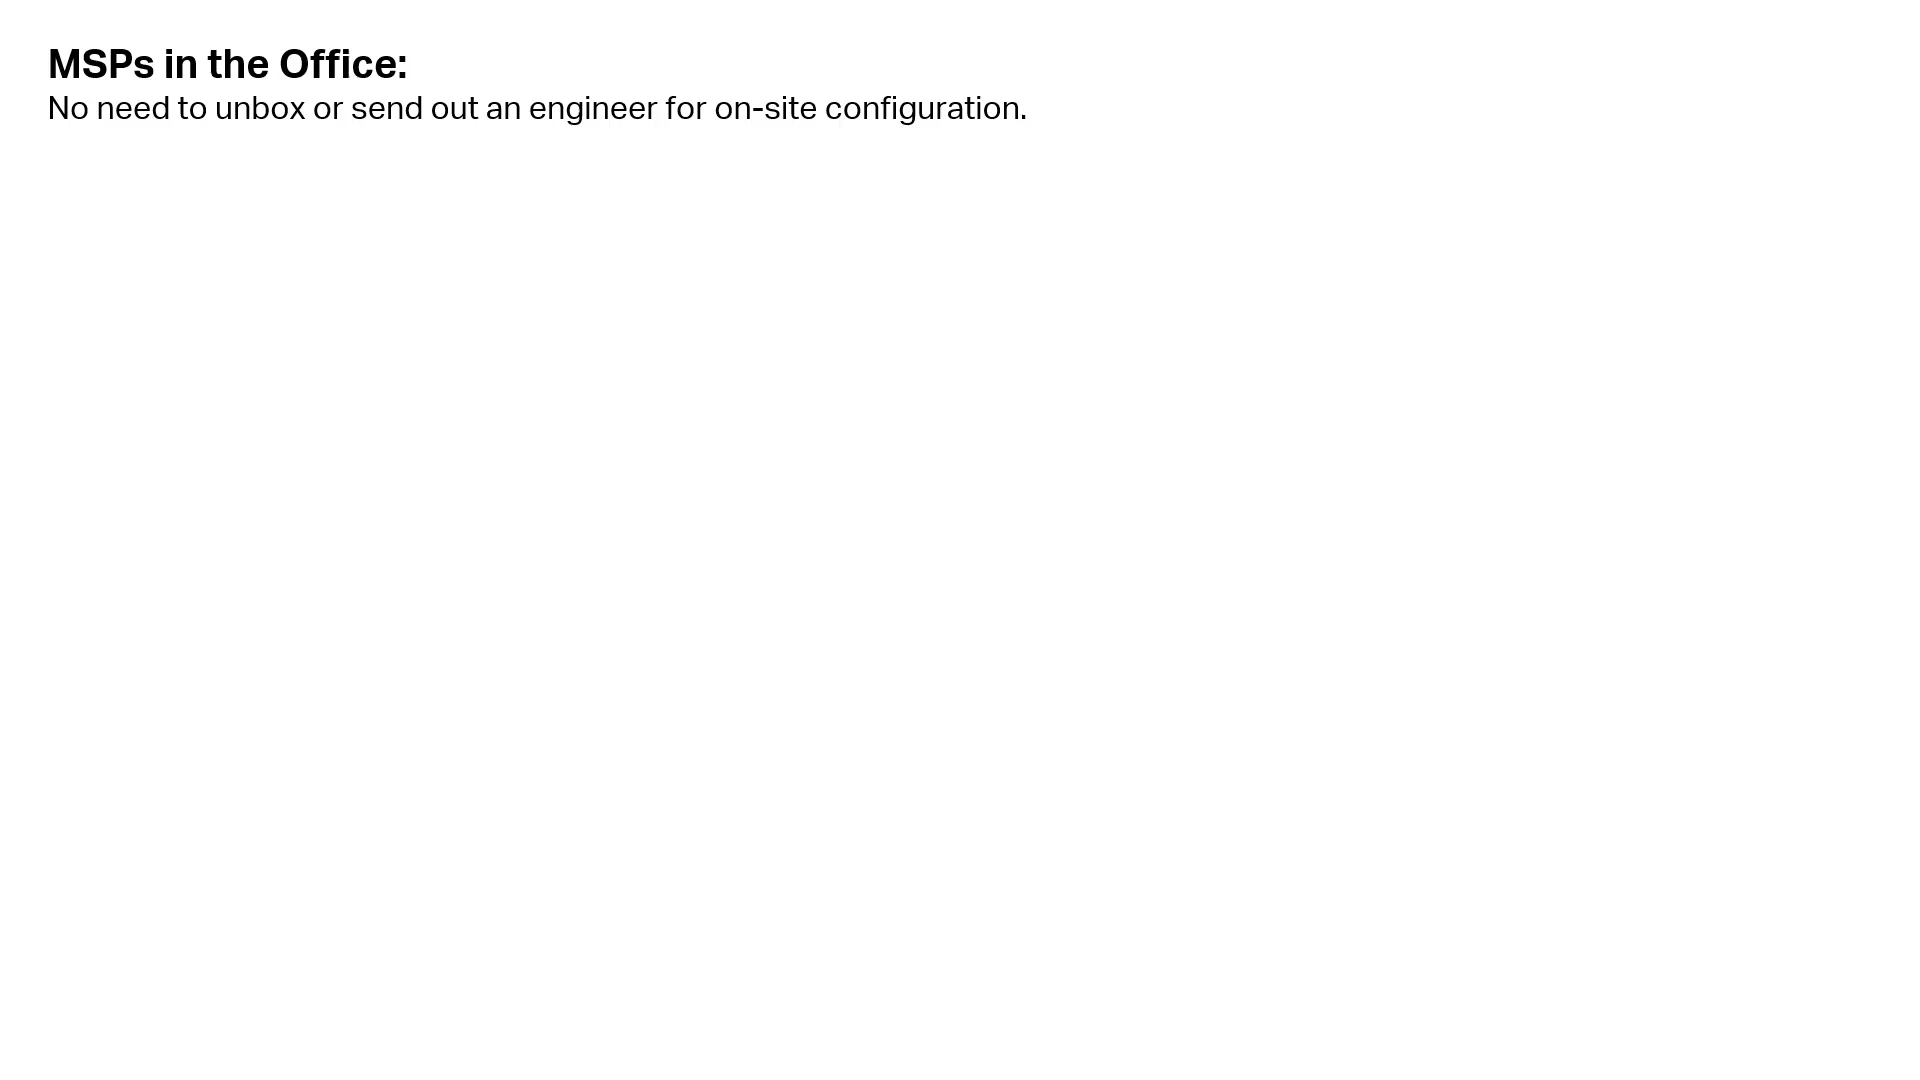 MSPs in the Office:
No need to unbox or send out an engineer for on-site configuration.